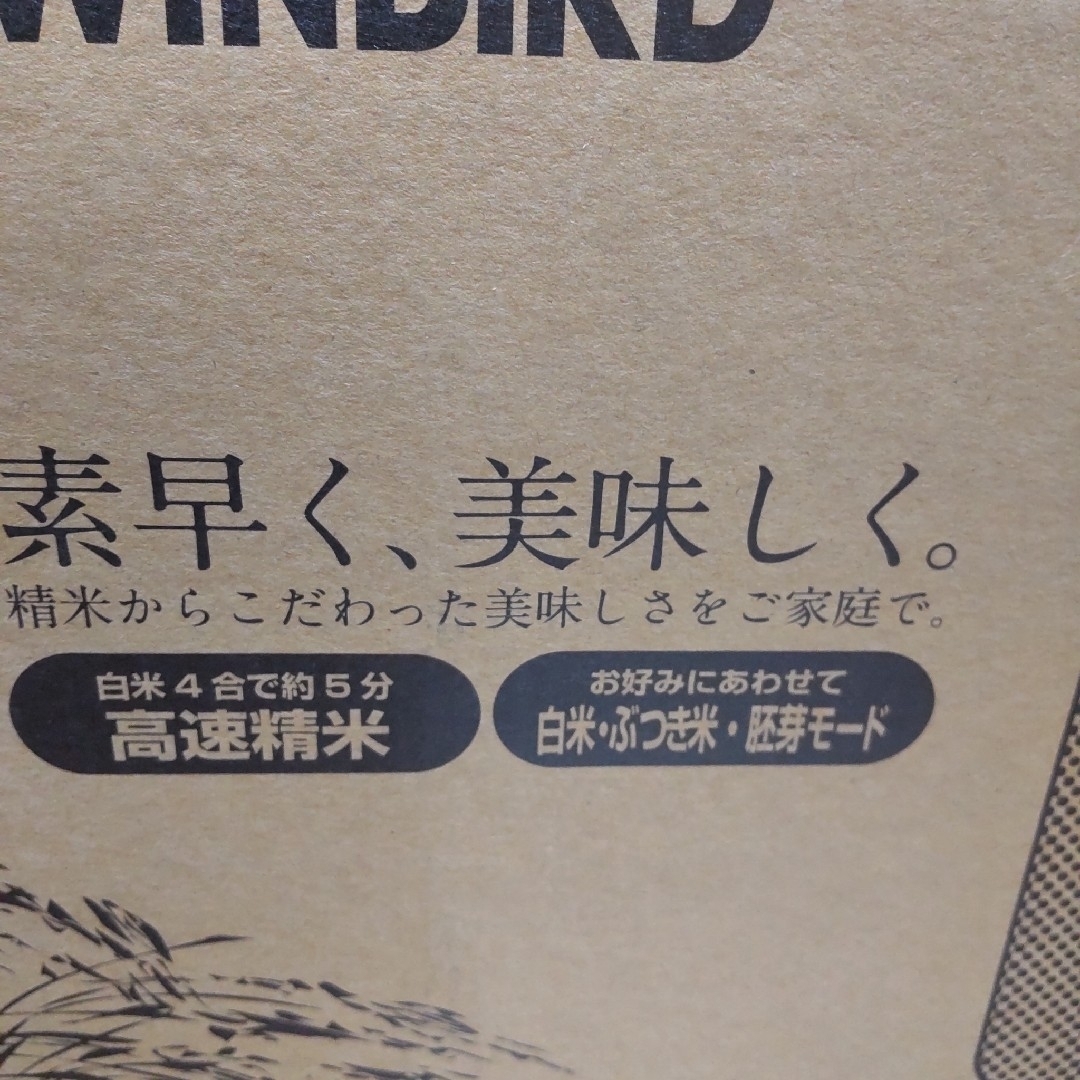 WINBIRD
素早く、美味しく。
精米からこだわった美味しさをご家庭で。
白米4合で約5分
高速精米
お好みにあわせて
白米・ぶつき米・胚芽モード